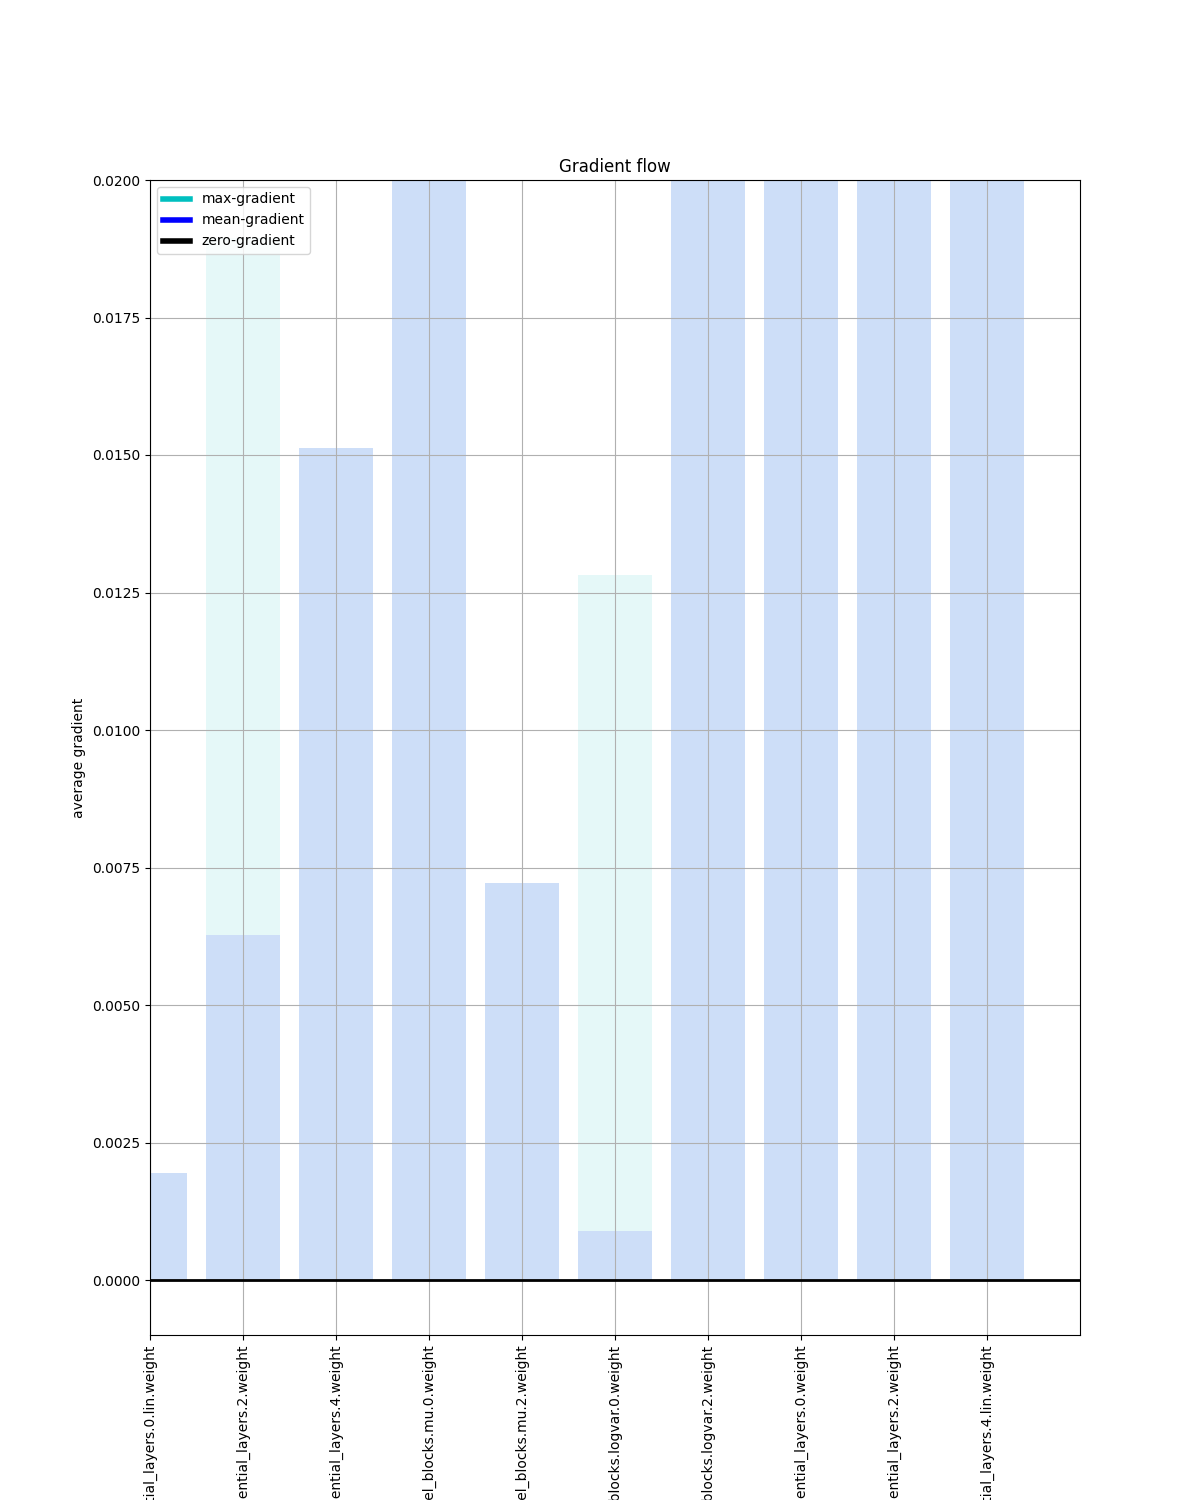 Gradient flow
max-gradient
mean-gradient
zero-gradient
0.0200
0.0175
0.0150
0.0125
0.0100
0.0075
0.0050
0.0025
0.0000
average gradient
tial_layers.0.lin.weight
ential_layers.2.weight
ential_layers.4.weight
el_blocks.mu.0.weight
el_blocks.mu.2.weight
blocks.logvar.0.weight
blocks.logvar.2.weight
ential_layers.0.weight
ential_layers.2.weight
tial_layers.4.lin.weight